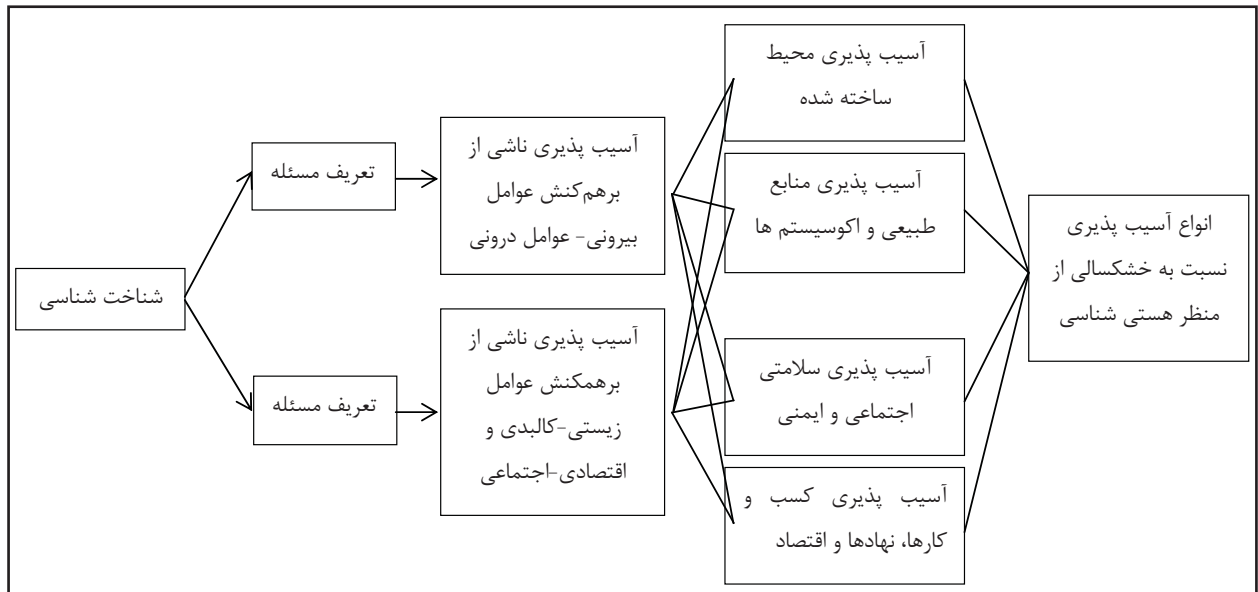 آسیب پذیری محیط
ساخته شده
آسیب پذیری ناشی از
برهم‌کنش عوامل
بیرونی- عوامل درونی
تعریف مسئله
آسیب پذیری منابع
طبیعی و اکوسیستم ها
انواع آسیب پذیری
نسبت به خشکسالی از
منظر هستی شناسی
شناخت شناسی
آسیب پذیری ناشی از
برهمکنش عوامل
زیستی-کالبدی و
اقتصادی-اجتماعی
تعریف مسئله
آسیب پذیری سلامتی
اجتماعی و ایمنی
آسیب پذیری کسب و
کارها، نهادها و اقتصاد